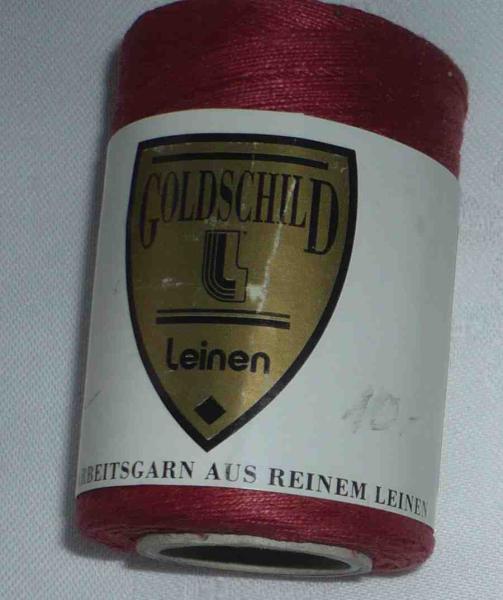 GOLDSCHILD
L
Leinen
10.-
RBEITSGARN AUS REINEM LEINEN